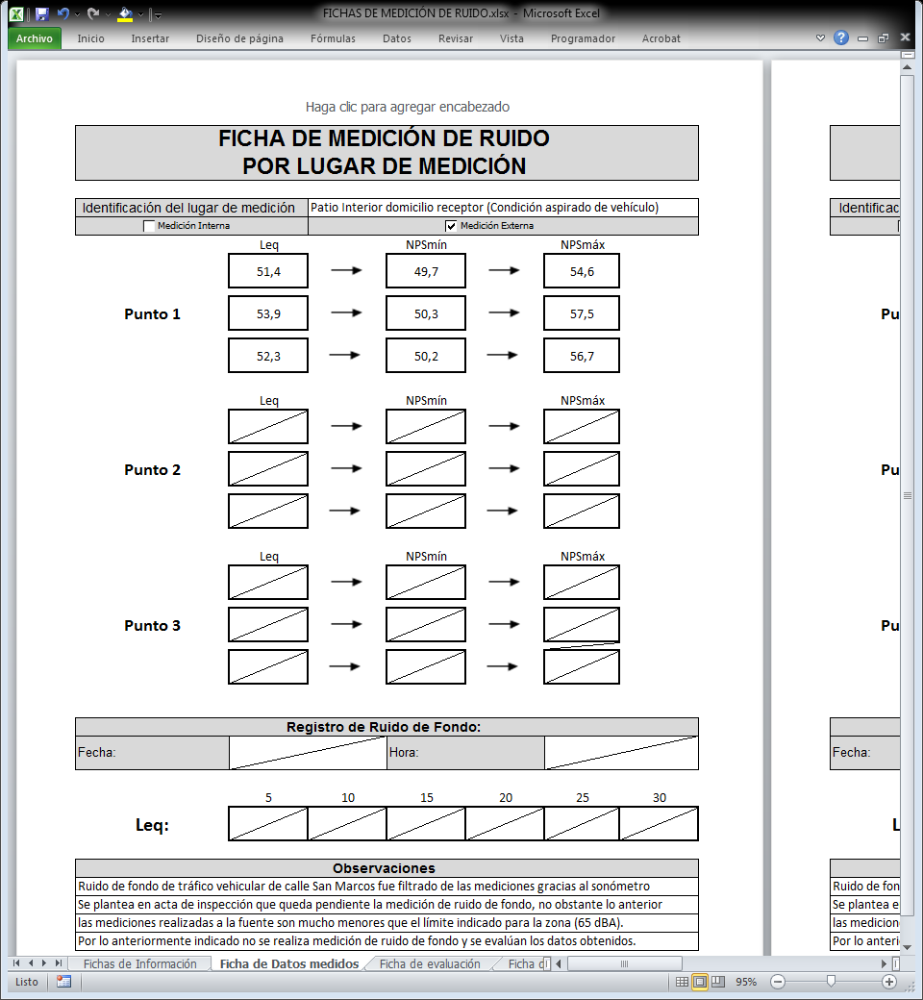 FICHAS DE MEDICIÓN DE RUIDO.xlsx - Microsoft Excel
Archivo Inicio Insertar Diseño de página Fórmulas Datos Revisar Vista Programador Acrobat
Haga clic para agregar encabezado
FICHA DE MEDICIÓN DE RUIDO
POR LUGAR DE MEDICIÓN
Identificación del lugar de medición Patio Interior domicilio receptor (Condición aspirado de vehículo) Identificac
Medición Interna Medición Externa
Leq NPSmín NPSmáx
51,4 49,7 54,6
Punto 1 53,9 50,3 57,5 Pu
52,3 50,2 56,7
Leq NPSmín NPSmáx
Punto 2 Pu
Leq NPSmín NPSmáx
Punto 3 Pu
Registro de Ruido de Fondo:
Fecha: Hora: Fecha:
5 10 15 20 25 30
Leq: L
Observaciones
Ruido de fondo de tráfico vehicular de calle San Marcos fue filtrado de las mediciones gracias al sonómetro Ruido de fon
Se plantea en acta de inspección que queda pendiente la medición de ruido de fondo, no obstante lo anterior Se plantea e
las mediciones realizadas a la fuente son mucho menores que el límite indicado para la zona (65 dBA). las medicion
Por lo anteriormente indicado no se realiza medición de ruido de fondo y se evalúan los datos obtenidos. Por lo anteri
Fichas de Información Ficha de Datos medidos Ficha de evaluación Ficha d
Listo 95%